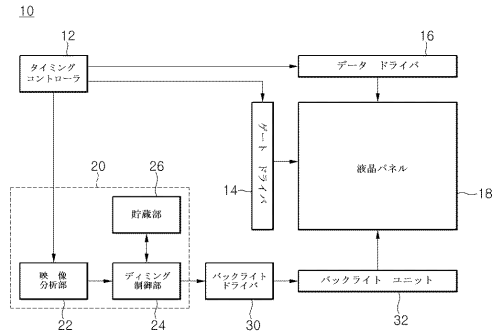 10
12
タイミング
コントローラ
16
データ ドライバ
ゲート ドライバ
14
液晶パネル
18
20
26
貯蔵部
映 像
分析部
22
ディミング
制御部
24
バックライト
ドライバ
30
バックライト ユニット
32